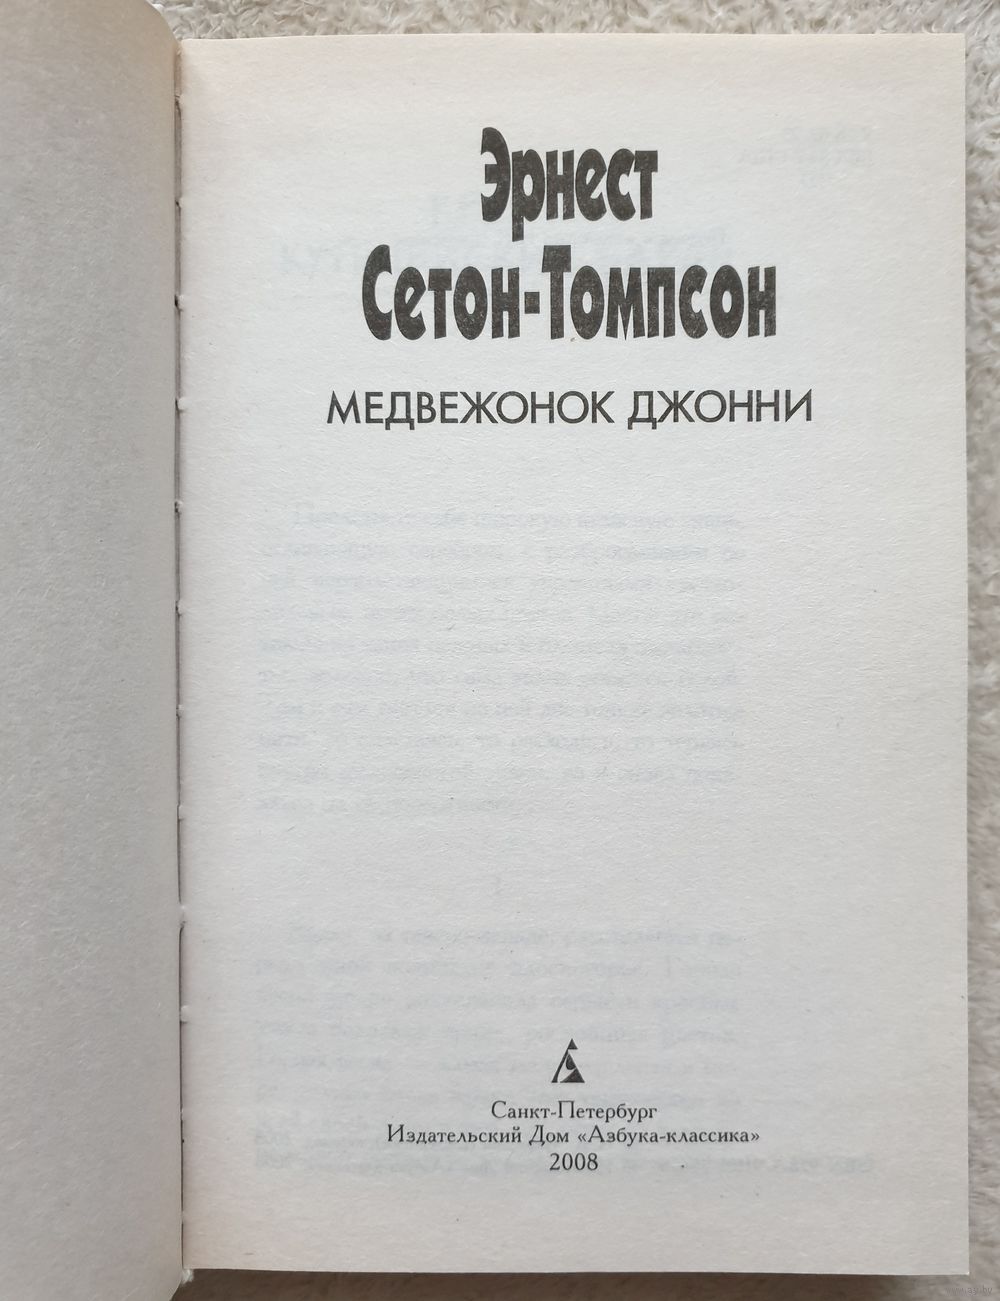 Эрнест
Сетон-Томпсон
МЕДВЕЖОНОК ДЖОННИ
Санкт-Петербург
Издательский Дом «Азбука-классика»
2008